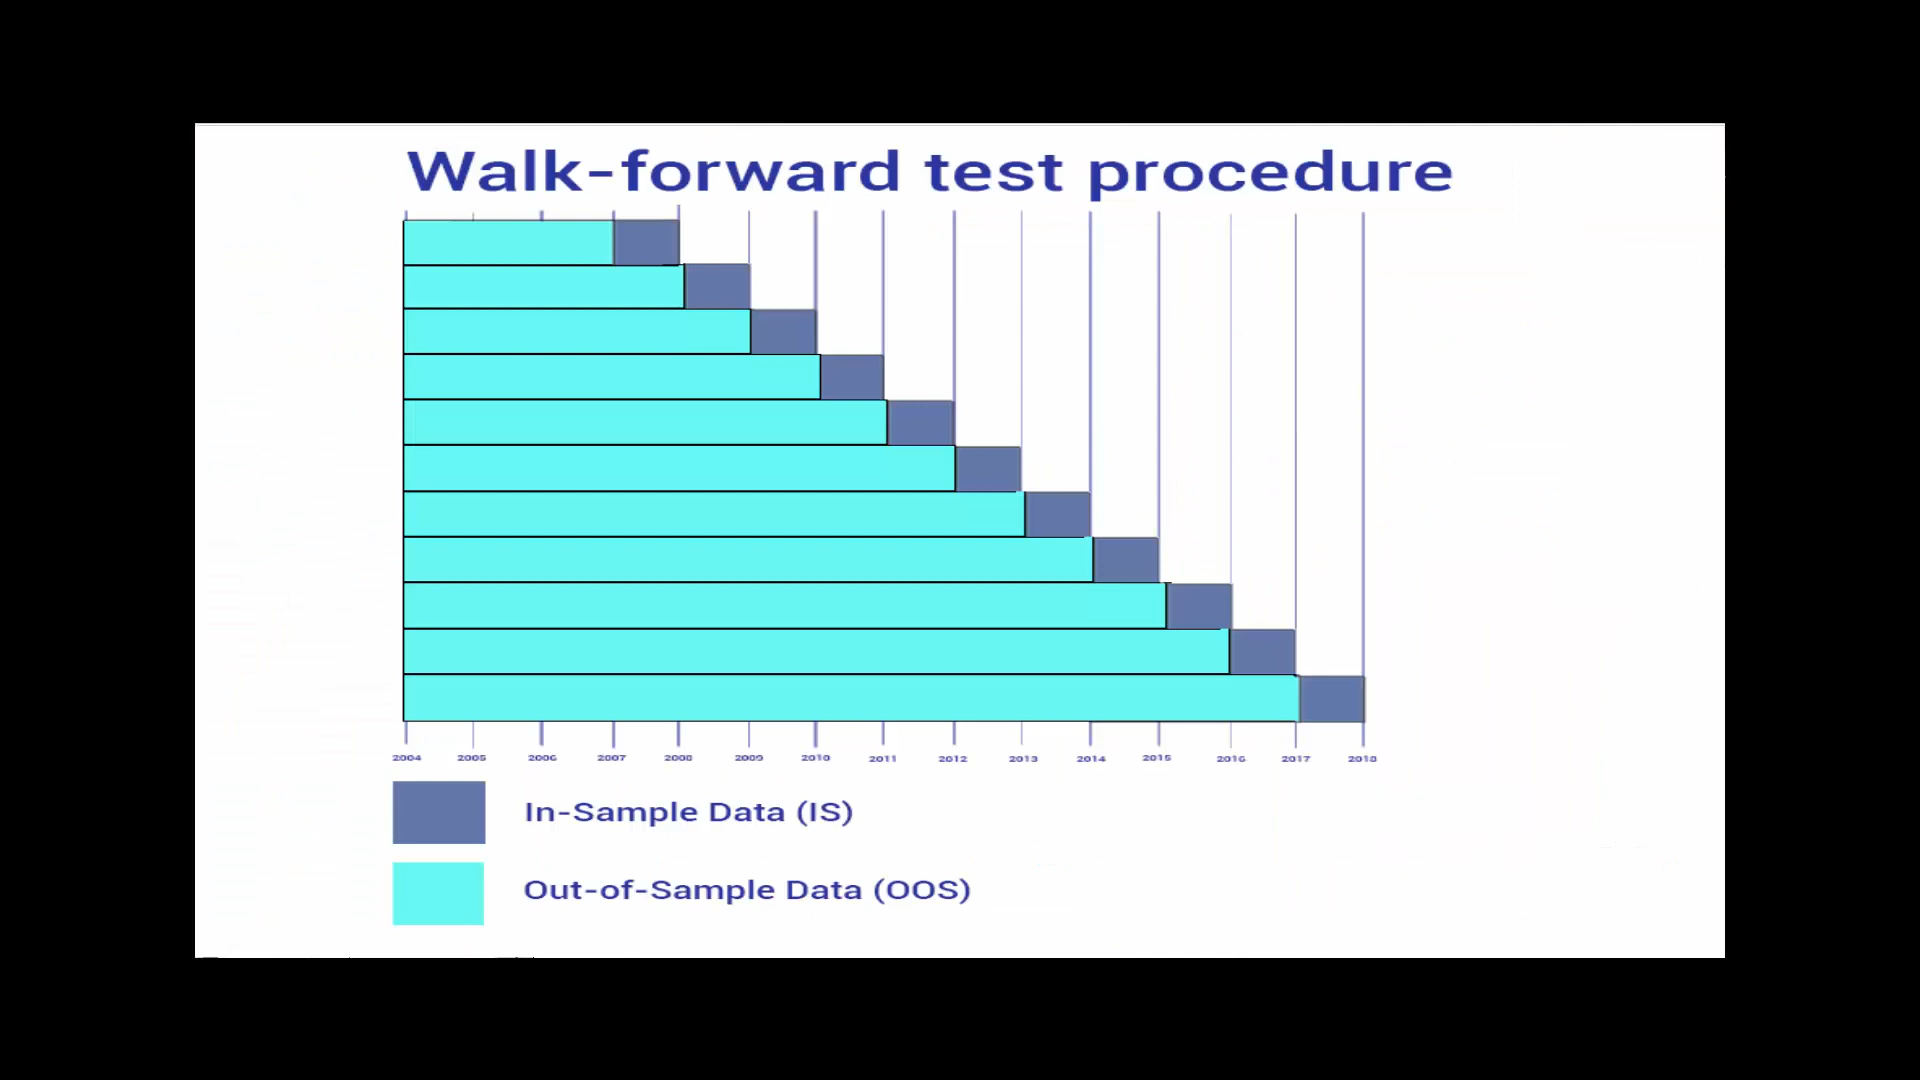 Walk-forward test procedure
2004 2005 2006 2007 2008 2009 2010 2011 2012 2013 2014 2015 2016 2017 2018
In-Sample Data (IS)
Out-of-Sample Data (OOS)